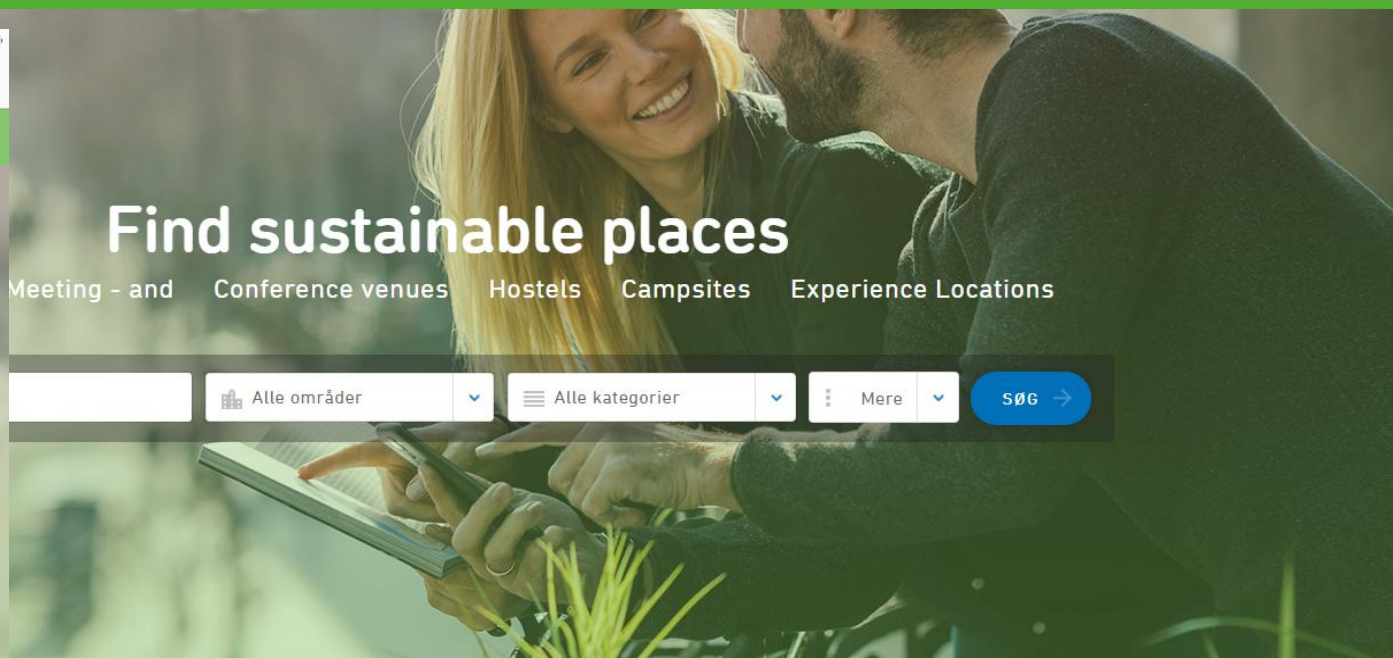 Find sustainable places
Meeting - and Conference venues Hostels Campsites Experience Locations
Alle områder Alle kategorier Mere SØG